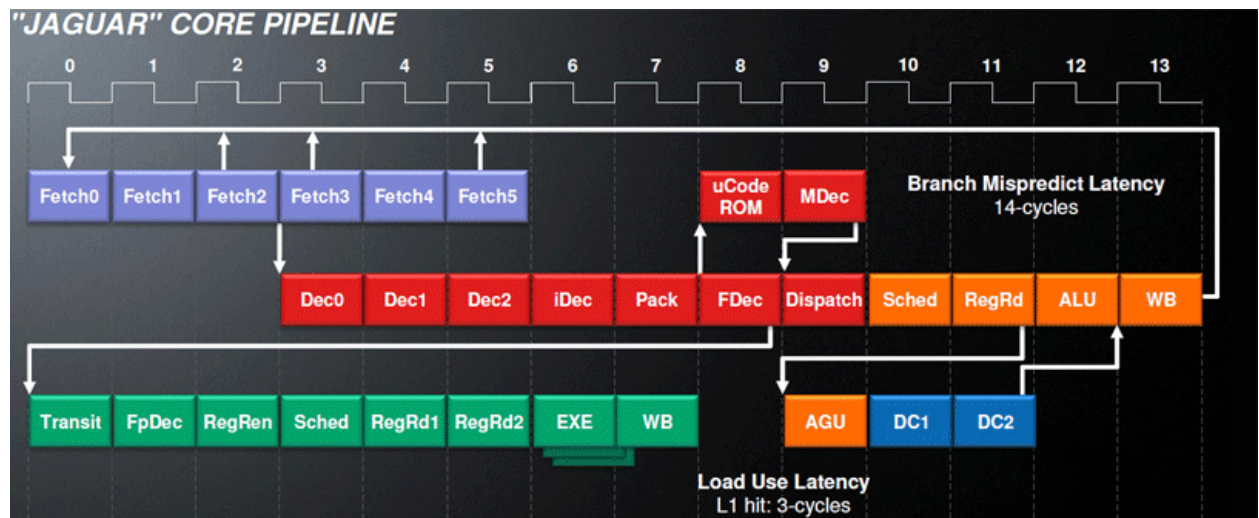 "JAGUAR" CORE PIPELINE
0 1 2 3 4 5 6 7 8 9 10 11 12 13
Fetch0 Fetch1 Fetch2 Fetch3 Fetch4 Fetch5
uCode
ROM
MDec
Branch Mispredict Latency
14-cycles
Dec0 Dec1 Dec2 iDec Pack FDec Dispatch Sched RegRd ALU WB
Transit FpDec RegRen Sched RegRd1 RegRd2 EXE WB
AGU DC1 DC2
Load Use Latency
L1 hit: 3-cycles